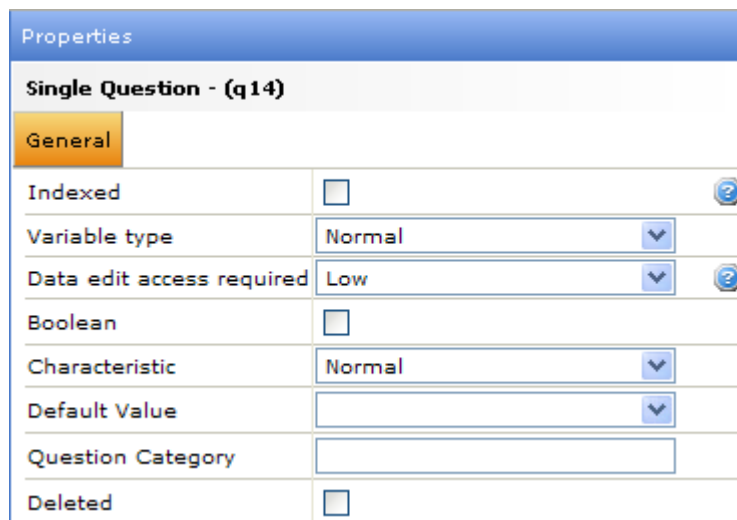 Properties
Single Question - (q14)
General
Indexed
?
Variable type Normal
Data edit access required Low
?
Boolean
Characteristic Normal
Default Value
Question Category
Deleted